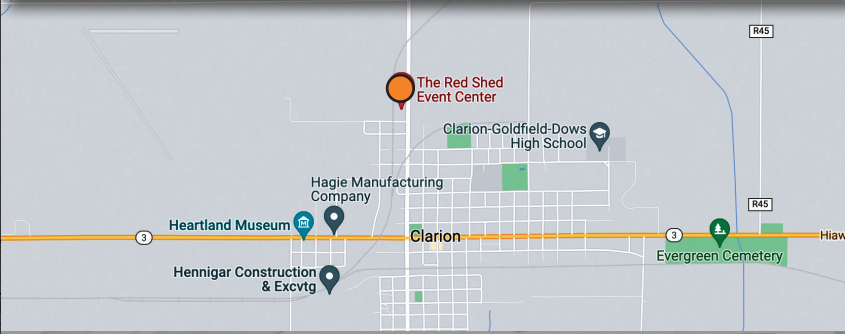 R45
The Red Shed
Event Center
Clarion-Goldfield-Dows
High School
Hagie Manufacturing
Company
R45
Heartland Museum
3
Clarion
3
Hiaw
Evergreen Cemetery
Hennigar Construction
& Excvtg